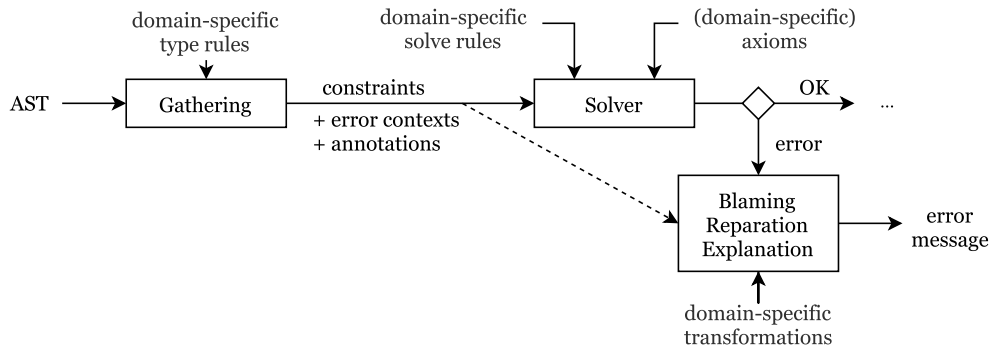 domain-specific
type rules
domain-specific
solve rules
(domain-specific)
axioms
AST
Gathering
constraints
+ error contexts
+ annotations
Solver
OK
...
error
Blaming
Reparation
Explanation
error
message
domain-specific
transformations